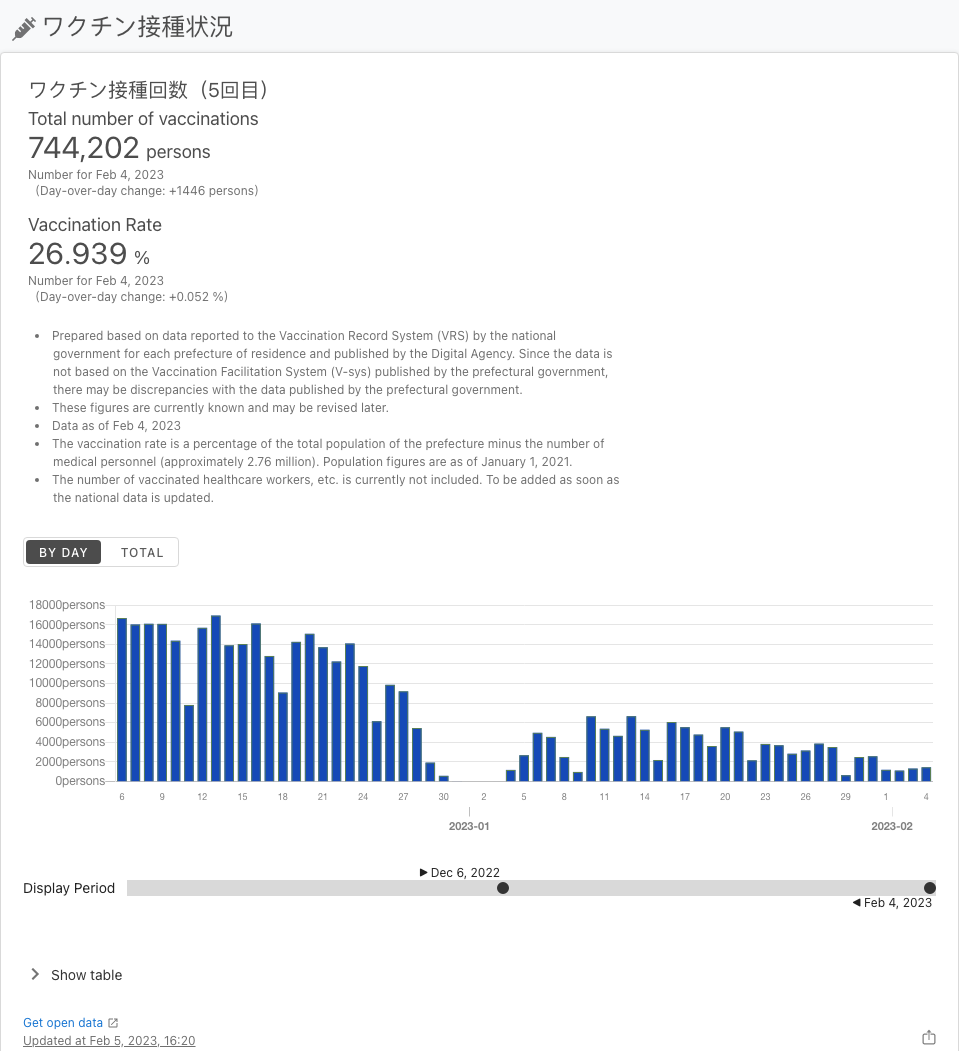 ワクチン接種状況
ワクチン接種回数（5回目）
Total number of vaccinations
744,202 persons
Number for Feb 4, 2023
（Day-over-day change: +1446 persons）
Vaccination Rate
26.939 %
Number for Feb 4, 2023
（Day-over-day change: +0.052 %）
• Prepared based on data reported to the Vaccination Record System (VRS) by the national
government for each prefecture of residence and published by the Digital Agency. Since the data is
not based on the Vaccination Facilitation System (V-sys) published by the prefectural government,
there may be discrepancies with the data published by the prefectural government.
• These figures are currently known and may be revised later.
• Data as of Feb 4, 2023
• The vaccination rate is a percentage of the total population of the prefecture minus the number of
medical personnel (approximately 2.76 million). Population figures are as of January 1, 2021.
• The number of vaccinated healthcare workers, etc. is currently not included. To be added as soon as
the national data is updated.
BY DAY TOTAL
18000persons
16000persons
14000persons
12000persons
10000persons
8000persons
6000persons
4000persons
2000persons
0persons
6 9 12 15 18 21 24 27 30 2 5 8 11 14 17 20 23 26 29 1 4
2023-01 2023-02
Dec 6, 2022
Display Period
Feb 4, 2023
Show table
Get open data
Updated at Feb 5, 2023, 16:20